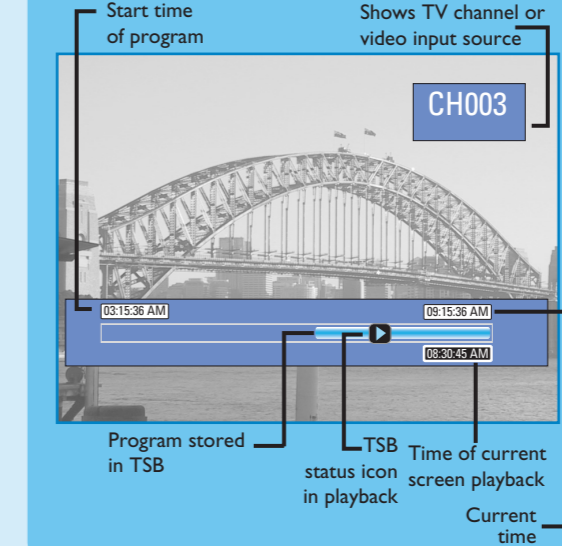 Start time
of program
Shows TV channel or
video input source
CH003
03:15:36 AM
09:15:36 AM
08:30:45 AM
Program stored
in TSB
TSB
status icon
in playback
Time of current
screen playback
Current
time